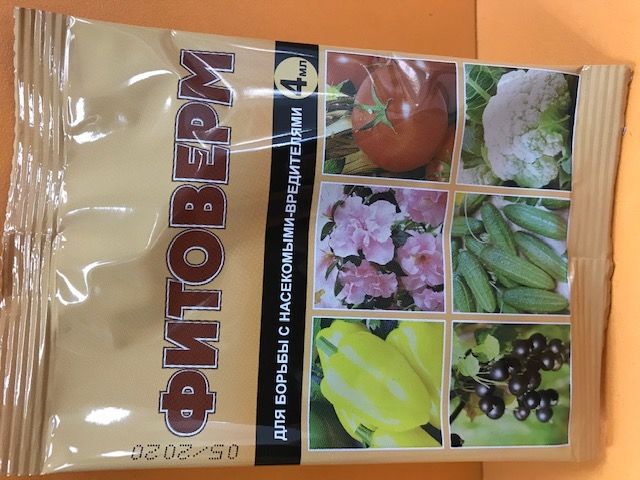 ФИТОВЕРМ
ДЛЯ БОРЬБЫ С НАСЕКОМЫМИ-ВРЕДИТЕЛЯМИ 4 МЛ
05/2020